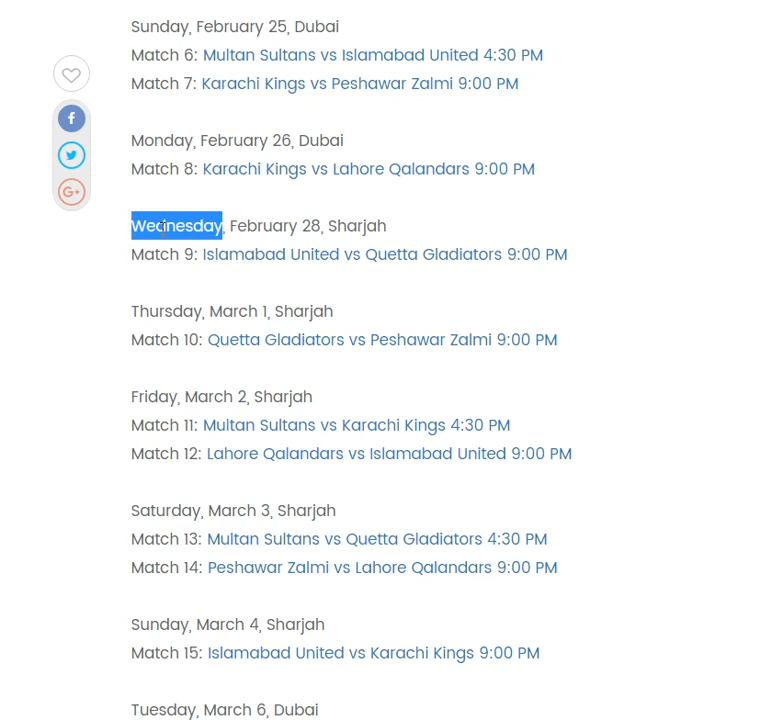 Sunday, February 25, Dubai
Match 6: Multan Sultans vs Islamabad United 4:30 PM
Match 7: Karachi Kings vs Peshawar Zalmi 9:00 PM
Monday, February 26, Dubai
Match 8: Karachi Kings vs Lahore Qalandars 9:00 PM
Wednesday, February 28, Sharjah
Match 9: Islamabad United vs Quetta Gladiators 9:00 PM
Thursday, March 1, Sharjah
Match 10: Quetta Gladiators vs Peshawar Zalmi 9:00 PM
Friday, March 2, Sharjah
Match 11: Multan Sultans vs Karachi Kings 4:30 PM
Match 12: Lahore Qalandars vs Islamabad United 9:00 PM
Saturday, March 3, Sharjah
Match 13: Multan Sultans vs Quetta Gladiators 4:30 PM
Match 14: Peshawar Zalmi vs Lahore Qalandars 9:00 PM
Sunday, March 4, Sharjah
Match 15: Islamabad United vs Karachi Kings 9:00 PM
Tuesday, March 6, Dubai
f
G+